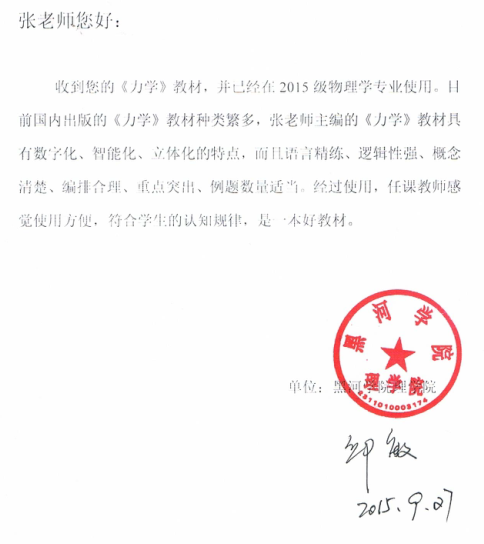 张老师您好：
收到您的《力学》教材，并已经在 2015 级物理学专业使用。目
前国内出版的《力学》教材种类繁多，张老师主编的《力学》教材具
有数字化、智能化、立体化的特点，而且语言精练、逻辑性强、概念
清楚、编排合理、重点突出、例题数量适当。经过使用，任课教师感
觉使用方便，符合学生的认知规律，是一本好教材。
黑河学院
理学院
单位：黑河学院理学院
敏
2015.9.27